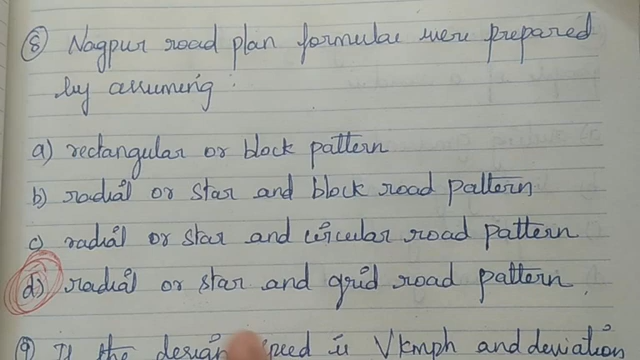 ⑧ Nagpur road plan formulae were prepared
by assuming :
a) rectangular or block pattern
b) radial or star and block road pattern
c) radial or star and circular road pattern
d) radial or star and grid road pattern.
⑨ If the design speed is Vkmph and deviation